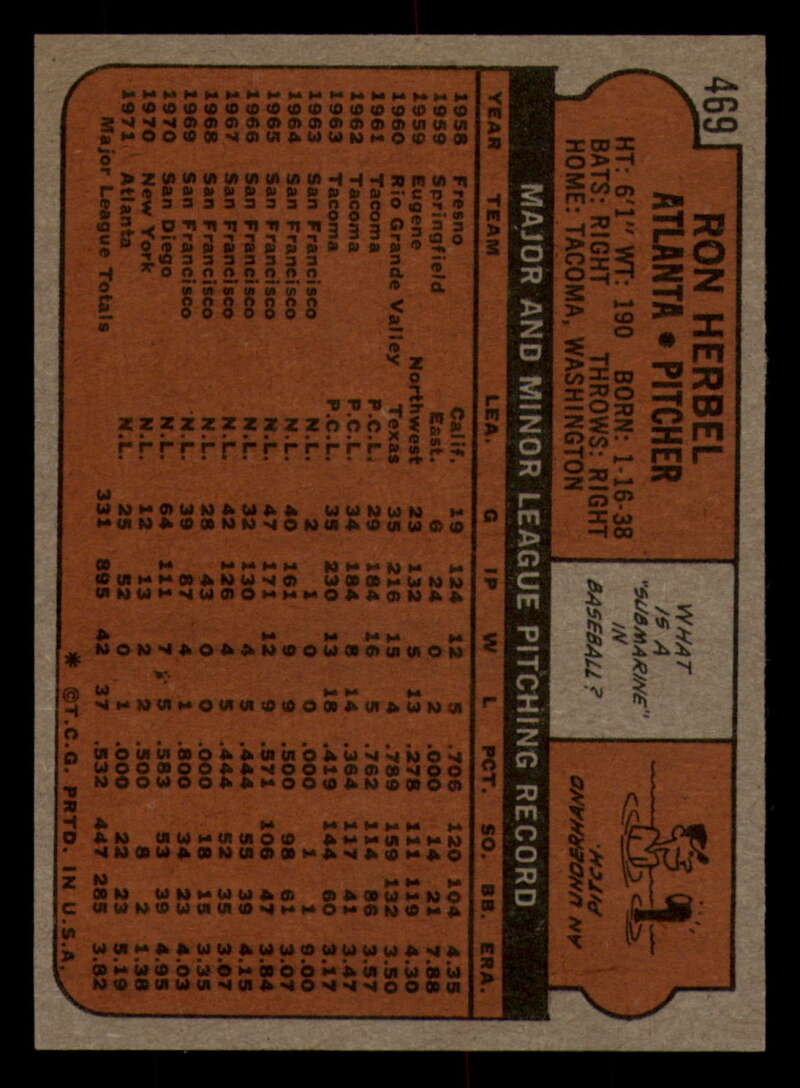 469
RON HERBEL
ATLANTA • PITCHER
HT: 6'1" WT: 190 BORN: 1-16-38
BATS: RIGHT THROWS: RIGHT
HOME: TACOMA, WASHINGTON
WHAT
IS A
"SUBMARINE"
IN
BASEBALL?
AN UNDERHAND
PITCH.
MAJOR AND MINOR LEAGUE PITCHING RECORD
YEAR TEAM LEA. G IP W L PCT. SO. BB. ERA.
1958 Fresno Calif. 19 124 12 5 .706 120 104 4.35
1959 Springfield East. 6 24 0 2 .000 14 21 7.88
1959 Eugene Northwest 23 132 5 13 .278 111 119 4.30
1960 Rio Grande Valley Texas 35 216 15 4 .789 159 132 3.50
1961 Tacoma P.C.L. 29 184 16 5 .762 114 86 3.57
1962 Tacoma P.C.L. 34 184 8 14 .364 117 41 3.47
1963 Tacoma P.C.L. 35 230 13 18 .419 144 60 3.17
1963 San Francisco N.L. 2 1 0 0 .000 1 1 9.00
1964 San Francisco N.L. 40 161 9 9 .500 98 61 3.07
1965 San Francisco N.L. 47 171 12 9 .571 106 47 3.84
1966 San Francisco N.L. 32 130 4 5 .444 55 39 4.15
1967 San Francisco N.L. 42 126 4 5 .444 52 35 3.07
1968 San Francisco N.L. 28 43 0 0 .000 18 15 3.35
1969 San Francisco N.L. 39 87 4 1 .800 34 23 4.03
1970 San Diego N.L. 64 111 7 5 .583 53 39 4.95
1970 New York N.L. 12 13 2 2 .500 8 2 1.38
1971 Atlanta N.L. 25 52 0 1 .000 22 23 5.19
Major League Totals 331 895 42 37 .532 447 285 3.82
* ©T.C.G. PRTD. IN U.S.A.